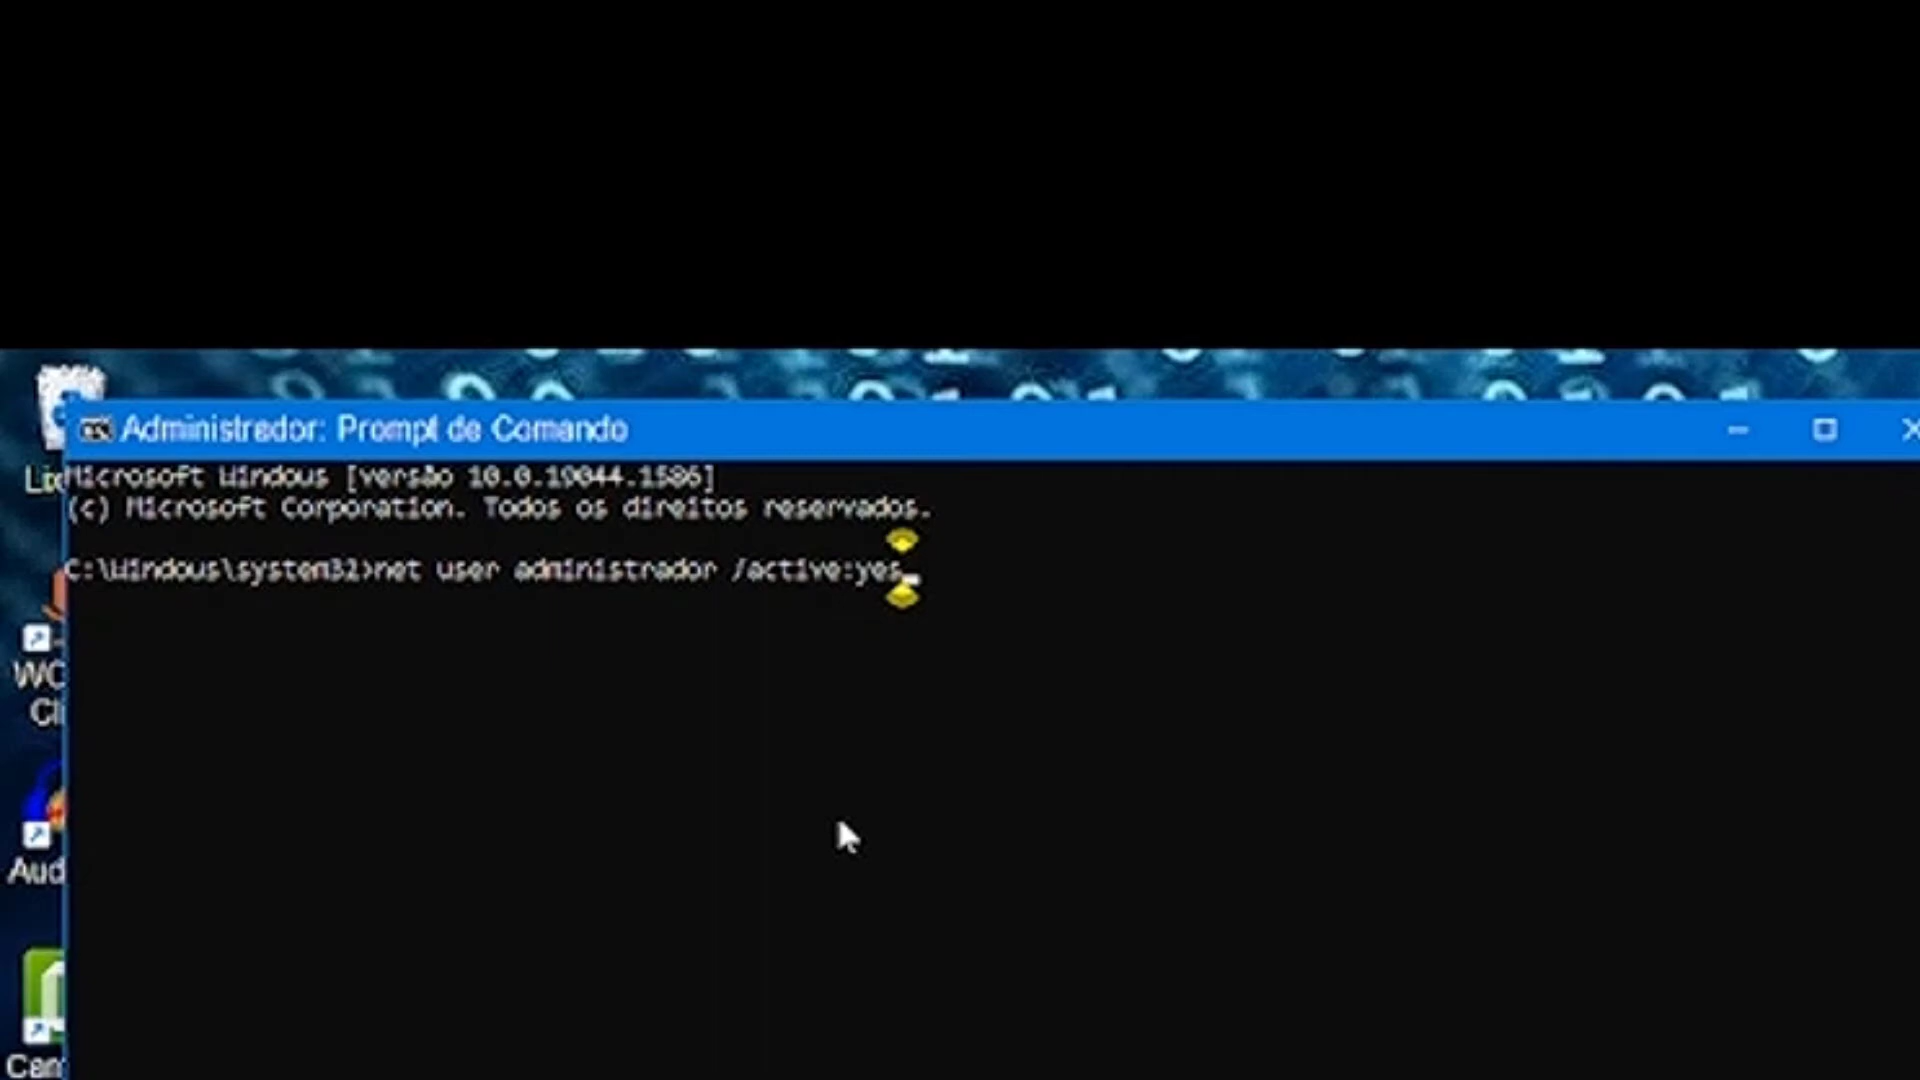 Administrador: Prompt de Comando
Microsoft Windows [versão 10.0.19044.1586]
(c) Microsoft Corporation. Todos os direitos reservados.
C:\Windows\system32>net user administrador /active:yes